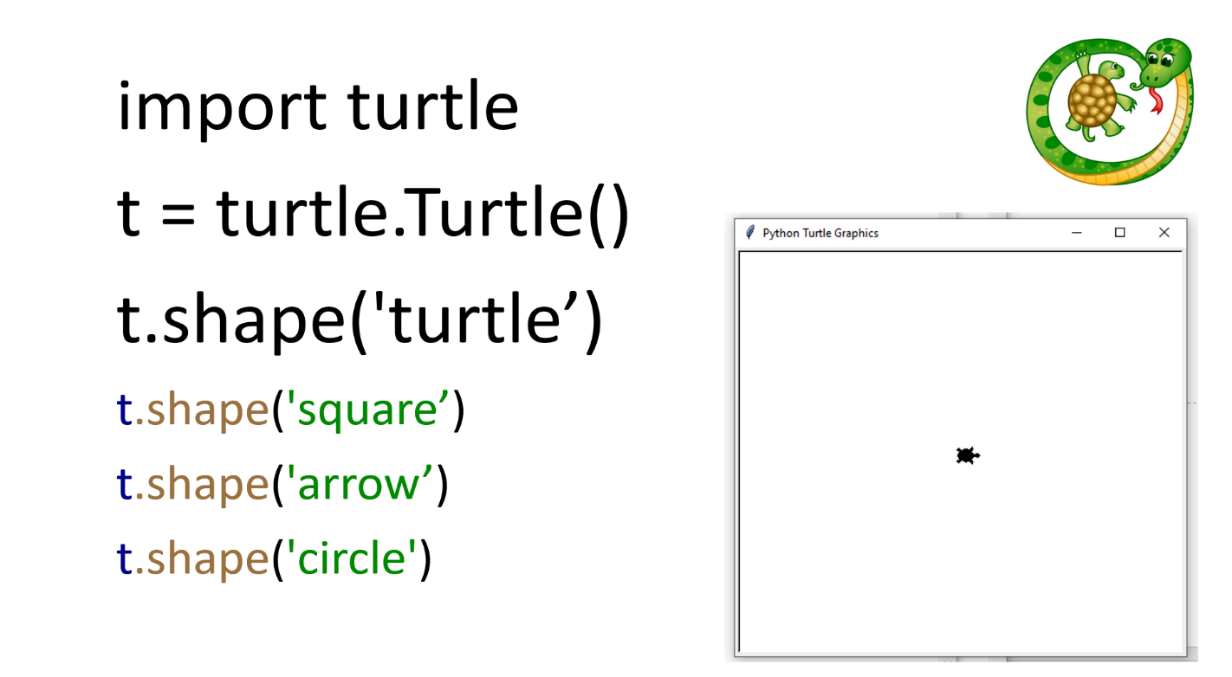 import turtle
t = turtle.Turtle()
t.shape('turtle’)
t.shape('square’)
t.shape('arrow’)
t.shape('circle')
Python Turtle Graphics